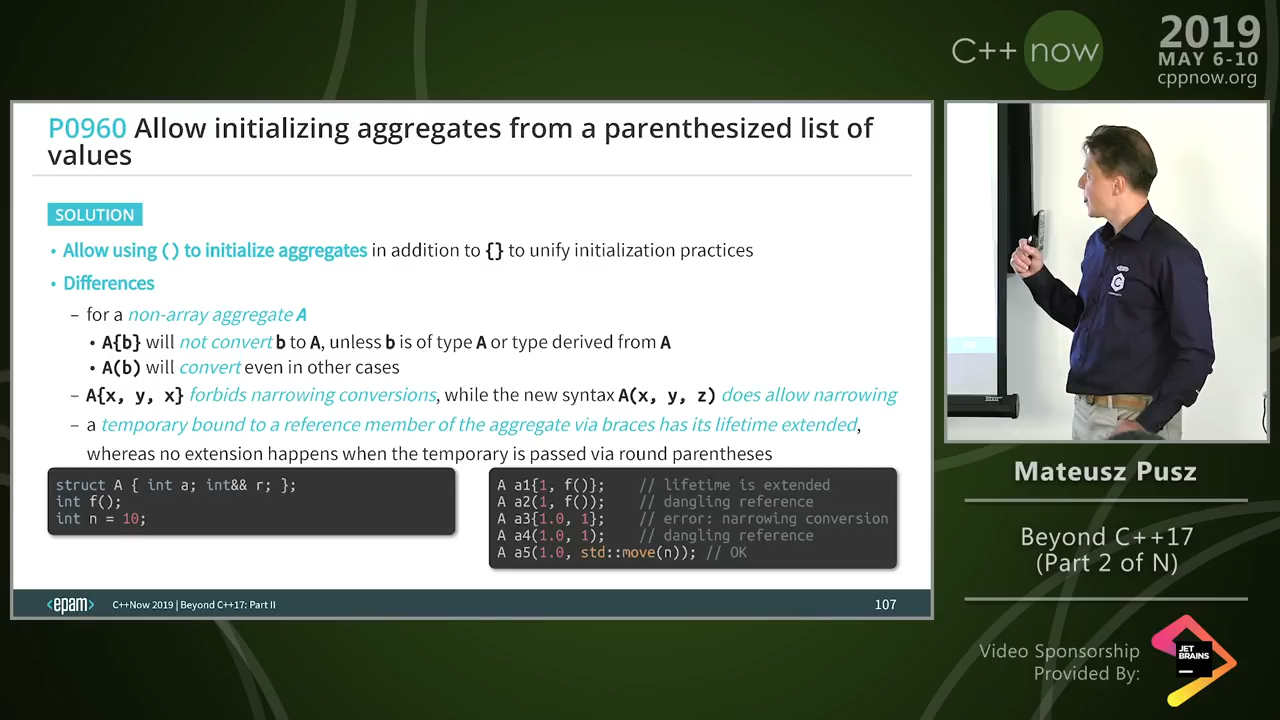 C++ now
2019
MAY 6-10
cppnow.org
P0960 Allow initializing aggregates from a parenthesized list of
values
SOLUTION
• Allow using () to initialize aggregates in addition to {} to unify initialization practices
• Differences
– for a non-array aggregate A
• A{b} will not convert b to A, unless b is of type A or type derived from A
• A(b) will convert even in other cases
– A{x, y, x} forbids narrowing conversions, while the new syntax A(x, y, z) does allow narrowing
– a temporary bound to a reference member of the aggregate via braces has its lifetime extended,
whereas no extension happens when the temporary is passed via round parentheses
struct A { int a; int&& r; };
int f();
int n = 10;
A a1{1, f()}; // lifetime is extended
A a2(1, f()); // dangling reference
A a3{1.0, 1}; // error: narrowing conversion
A a4(1.0, 1); // dangling reference
A a5(1.0, std::move(n)); // OK
<epam>
C++Now 2019 | Beyond C++17: Part II
107
Mateusz Pusz
Beyond C++17
(Part 2 of N)
Video Sponsorship
Provided By:
JET
BRAINS